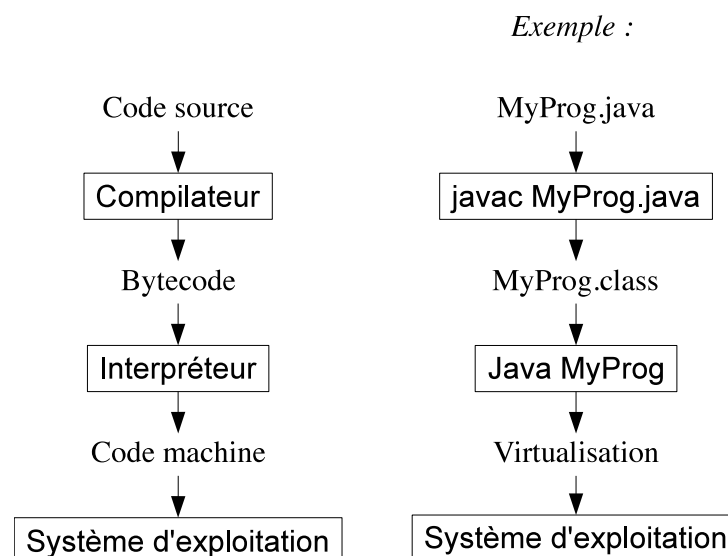 Exemple :
Code source
MyProg.java
Compilateur
javac MyProg.java
Bytecode
MyProg.class
Interpréteur
Java MyProg
Code machine
Virtualisation
Système d'exploitation
Système d'exploitation